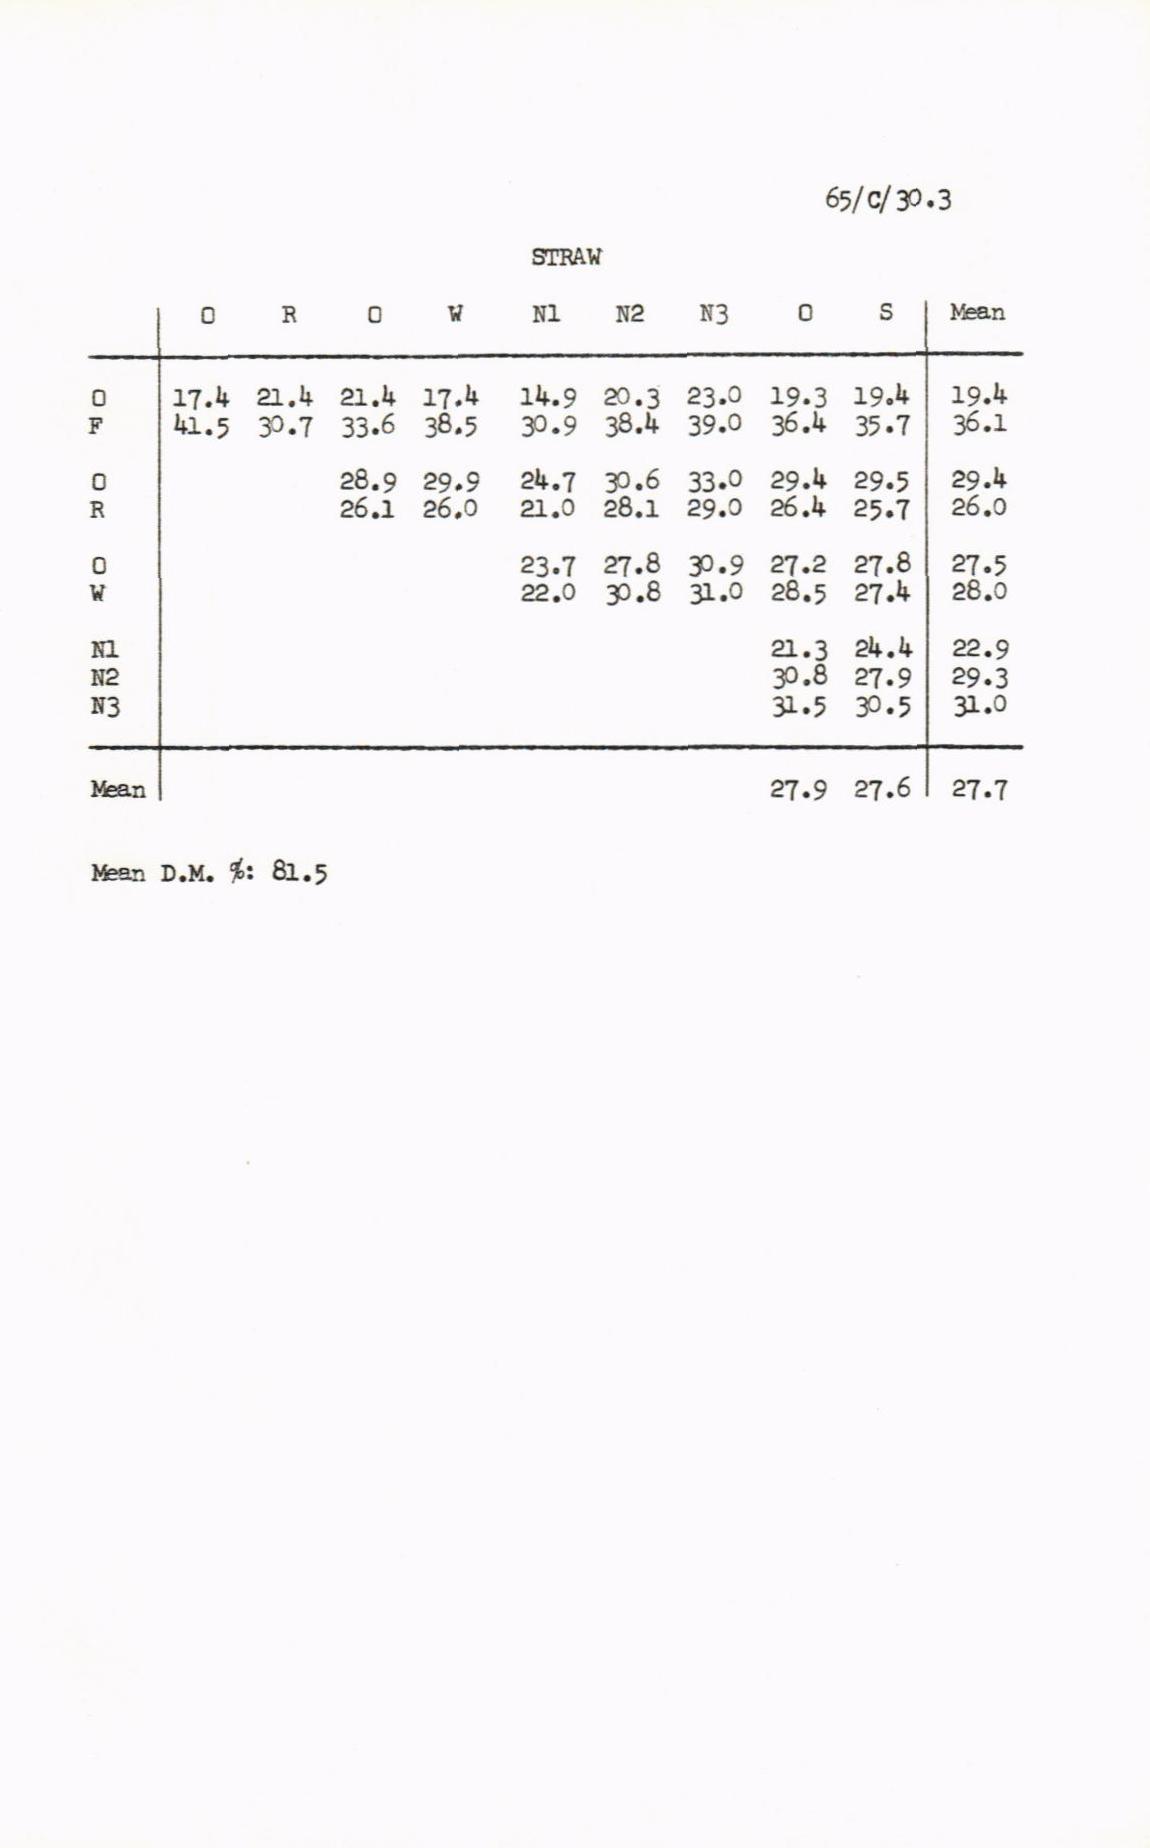 65/C/30.3
STRAW
O R O W N1 N2 N3 O S Mean
O 17.4 21.4 21.4 17.4 14.9 20.3 23.0 19.3 19.4 19.4
F 41.5 30.7 33.6 38.5 30.9 38.4 39.0 36.4 35.7 36.1
O 28.9 29.9 24.7 30.6 33.0 29.4 29.5 29.4
R 26.1 26.0 21.0 28.1 29.0 26.4 25.7 26.0
O 23.7 27.8 30.9 27.2 27.8 27.5
W 22.0 30.8 31.0 28.5 27.4 28.0
N1 21.3 24.4 22.9
N2 30.8 27.9 29.3
N3 31.5 30.5 31.0
Mean 27.9 27.6 27.7
Mean D.M. %: 81.5